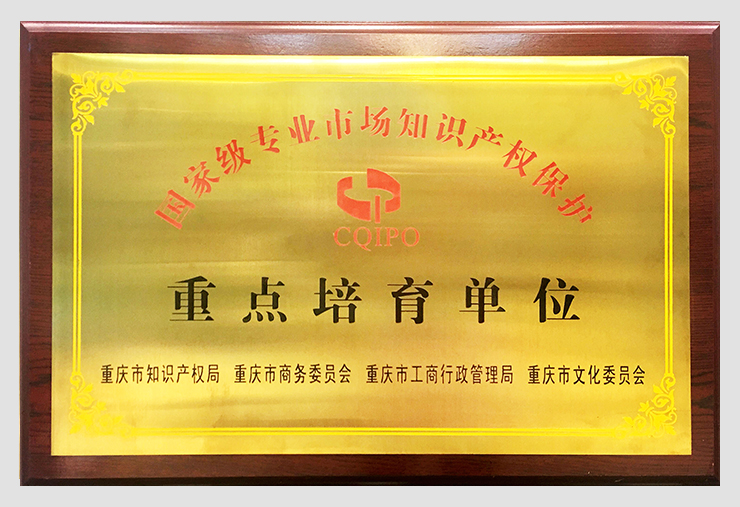 国家级专业市场知识产权保护
CQIPO
重点培育单位
重庆市知识产权局 重庆市商务委员会 重庆市工商行政管理局 重庆市文化委员会